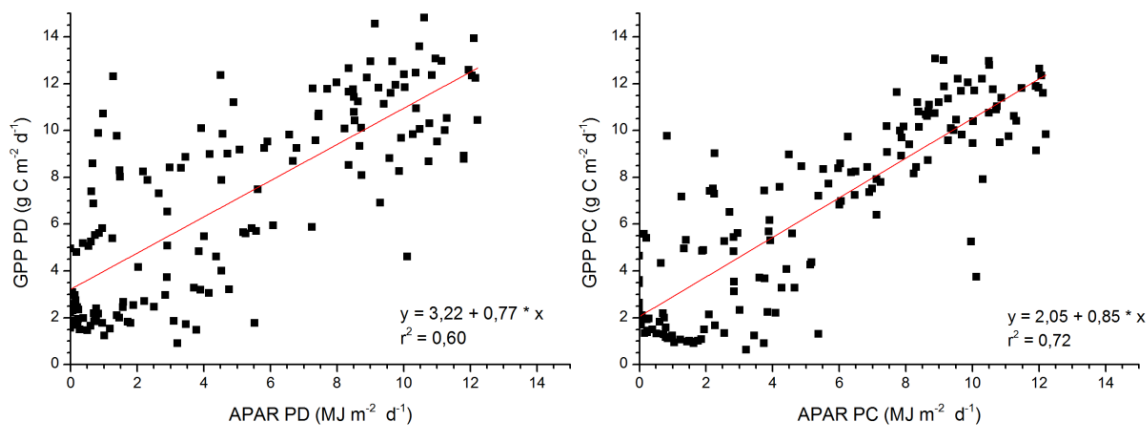 GPP PD (g C m⁻² d⁻¹)
14
12
10
8
6
4
2
0
y = 3,22 + 0,77 * x
r² = 0,60
0 2 4 6 8 10 12 14
APAR PD (MJ m⁻² d⁻¹)
GPP PC (g C m⁻² d⁻¹)
14
12
10
8
6
4
2
0
y = 2,05 + 0,85 * x
r² = 0,72
0 2 4 6 8 10 12 14
APAR PC (MJ m⁻² d⁻¹)